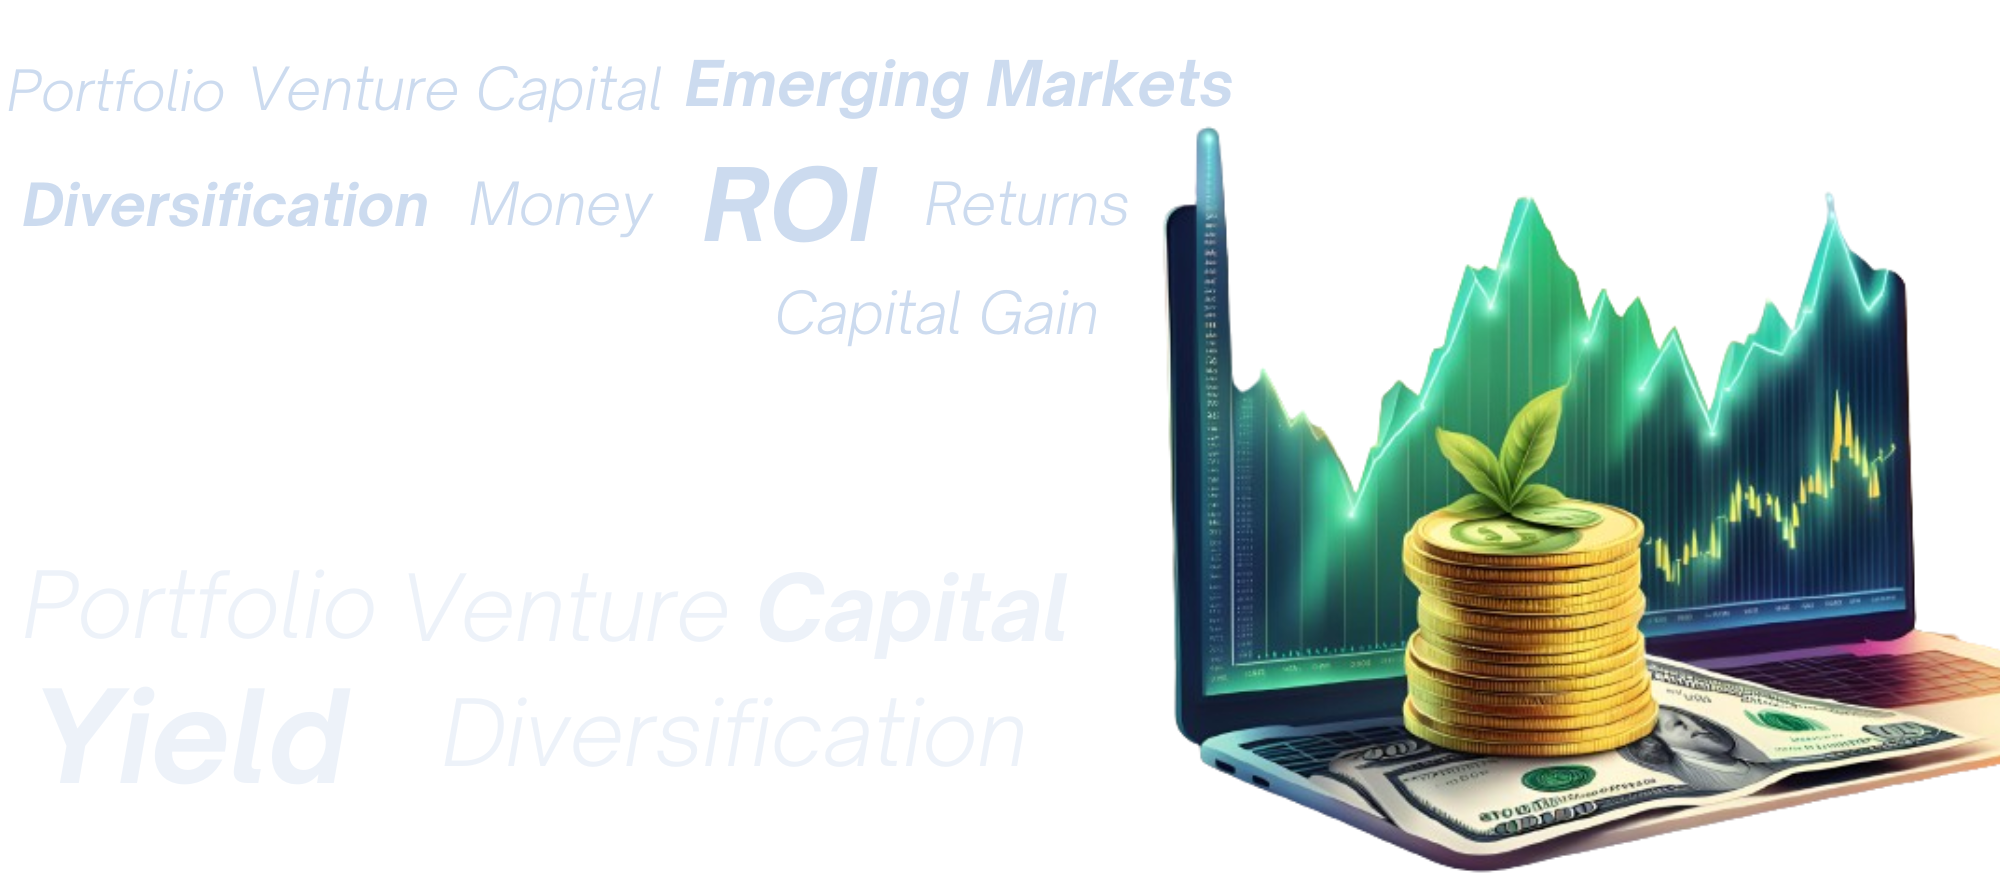 Portfolio Venture Capital Emerging Markets
Diversification Money ROI Returns
Capital Gain
Portfolio Venture Capital
Yield Diversification